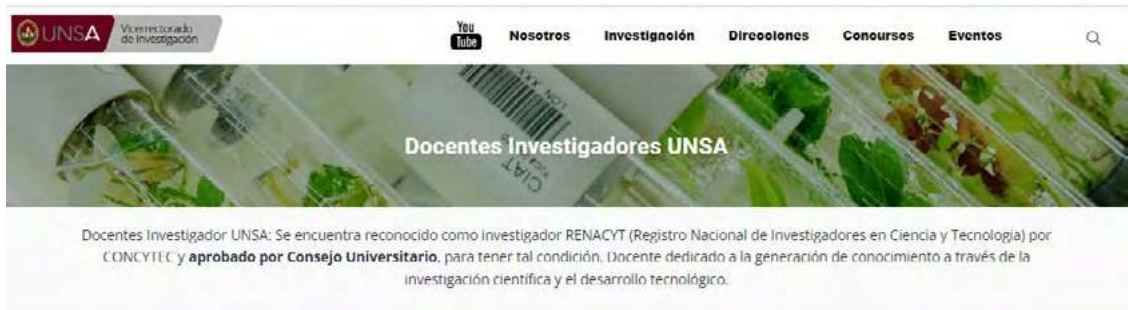 UNSA
Vicerrectorado
de Investigación
You
Tube
Nosotros
Investigación
Direcciones
Concursos
Eventos
CIAT
Docentes Investigadores UNSA
Docentes Investigador UNSA: Se encuentra reconocido como investigador RENACYT (Registro Nacional de Investigadores en Ciencia y Tecnología) por
CONCYTEC y aprobado por Consejo Universitario, para tener tal condición. Docente dedicado a la generación de conocimiento a través de la
investigación científica y el desarrollo tecnológico.